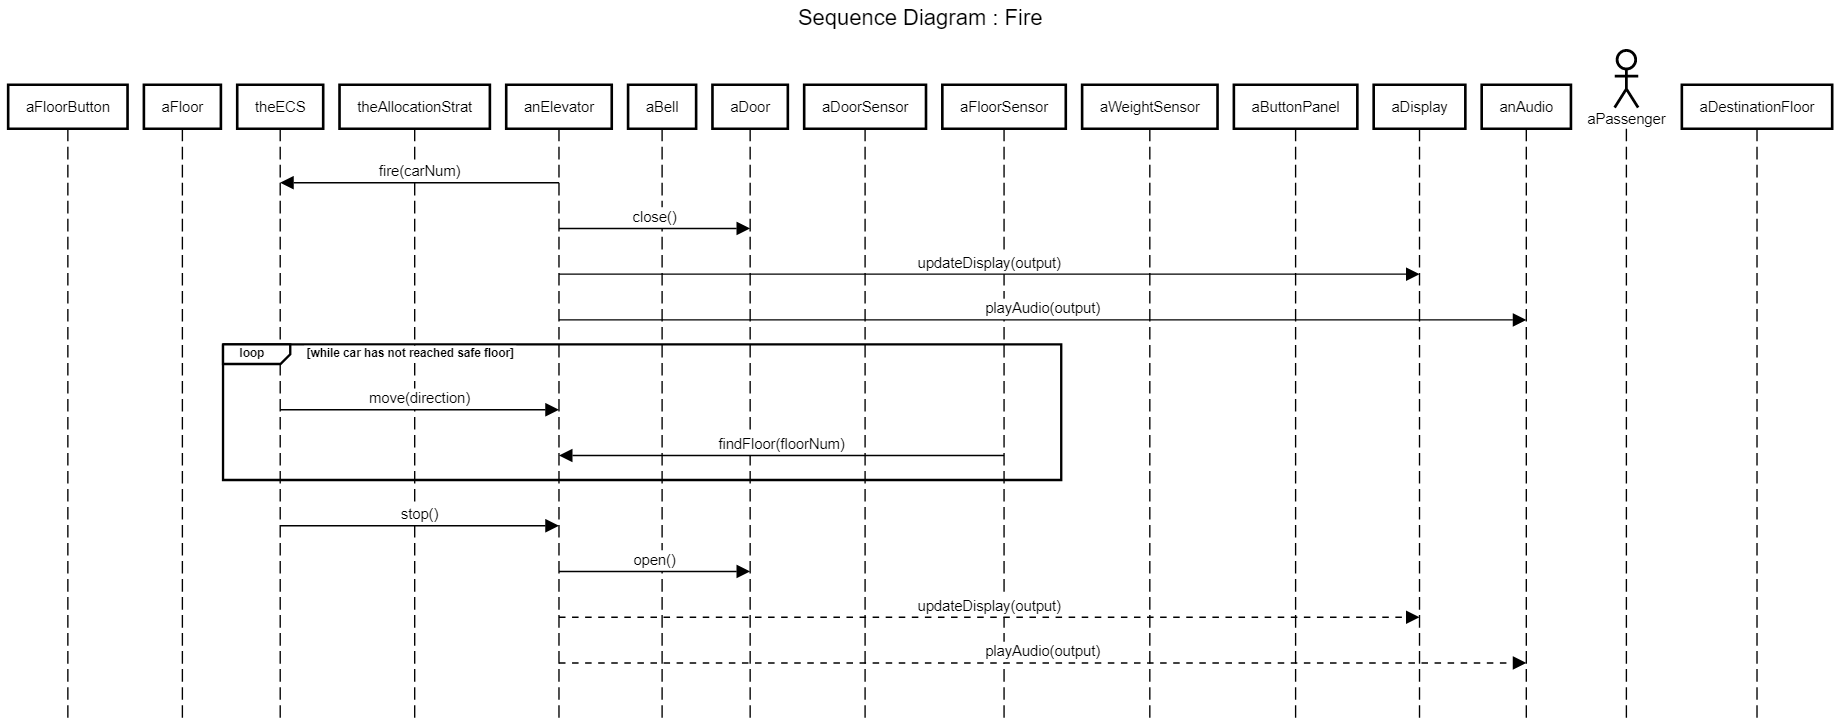 Sequence Diagram : Fire
aFloorButton
aFloor
theECS
theAllocationStrat
anElevator
aBell
aDoor
aDoorSensor
aFloorSensor
aWeightSensor
aButtonPanel
aDisplay
anAudio
aPassenger
aDestinationFloor
fire(carNum)
close()
updateDisplay(output)
playAudio(output)
loop
[while car has not reached safe floor]
move(direction)
findFloor(floorNum)
stop()
open()
updateDisplay(output)
playAudio(output)